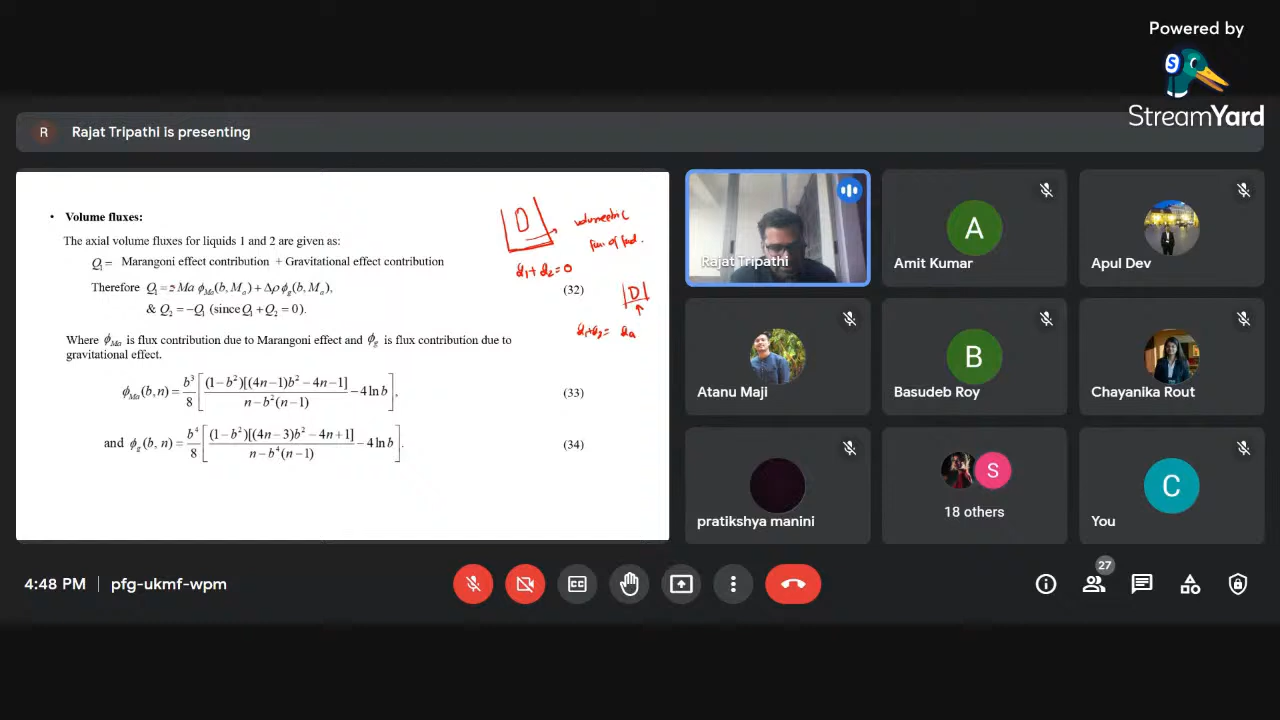 Powered by
S
StreamYard
R Rajat Tripathi is presenting
• Volume fluxes:
The axial volume fluxes for liquids 1 and 2 are given as:
Q₁ = Marangoni effect contribution + Gravitational effect contribution
Therefore Q₁ = Ma ϕ_Ma(b, M_a) + Δρ ϕ_g(b, M_a), (32)
& Q₂ = −Q₁ (since Q₁ + Q₂ = 0).
Where ϕ_Ma is flux contribution due to Marangoni effect and ϕ_g is flux contribution due to
gravitational effect.
ϕ_Ma(b, n) = b³/8 [ (1−b²)[(4n−1)b² − 4n−1] / n−b²(n−1) − 4 ln b ], (33)
and ϕ_g(b, n) = b⁴/8 [ (1−b²)[(4n−3)b² − 4n+1] / n−b⁴(n−1) − 4 ln b ]. (34)
volumetric
Q₁+Q₂=0
Rajat Tripathi
A
Amit Kumar
Apul Dev
Atanu Maji
B
Basudeb Roy
Chayanika Rout
pratikshya manini
S
18 others
C
You
4:48 PM | pfg-ukmf-wpm
CC
27